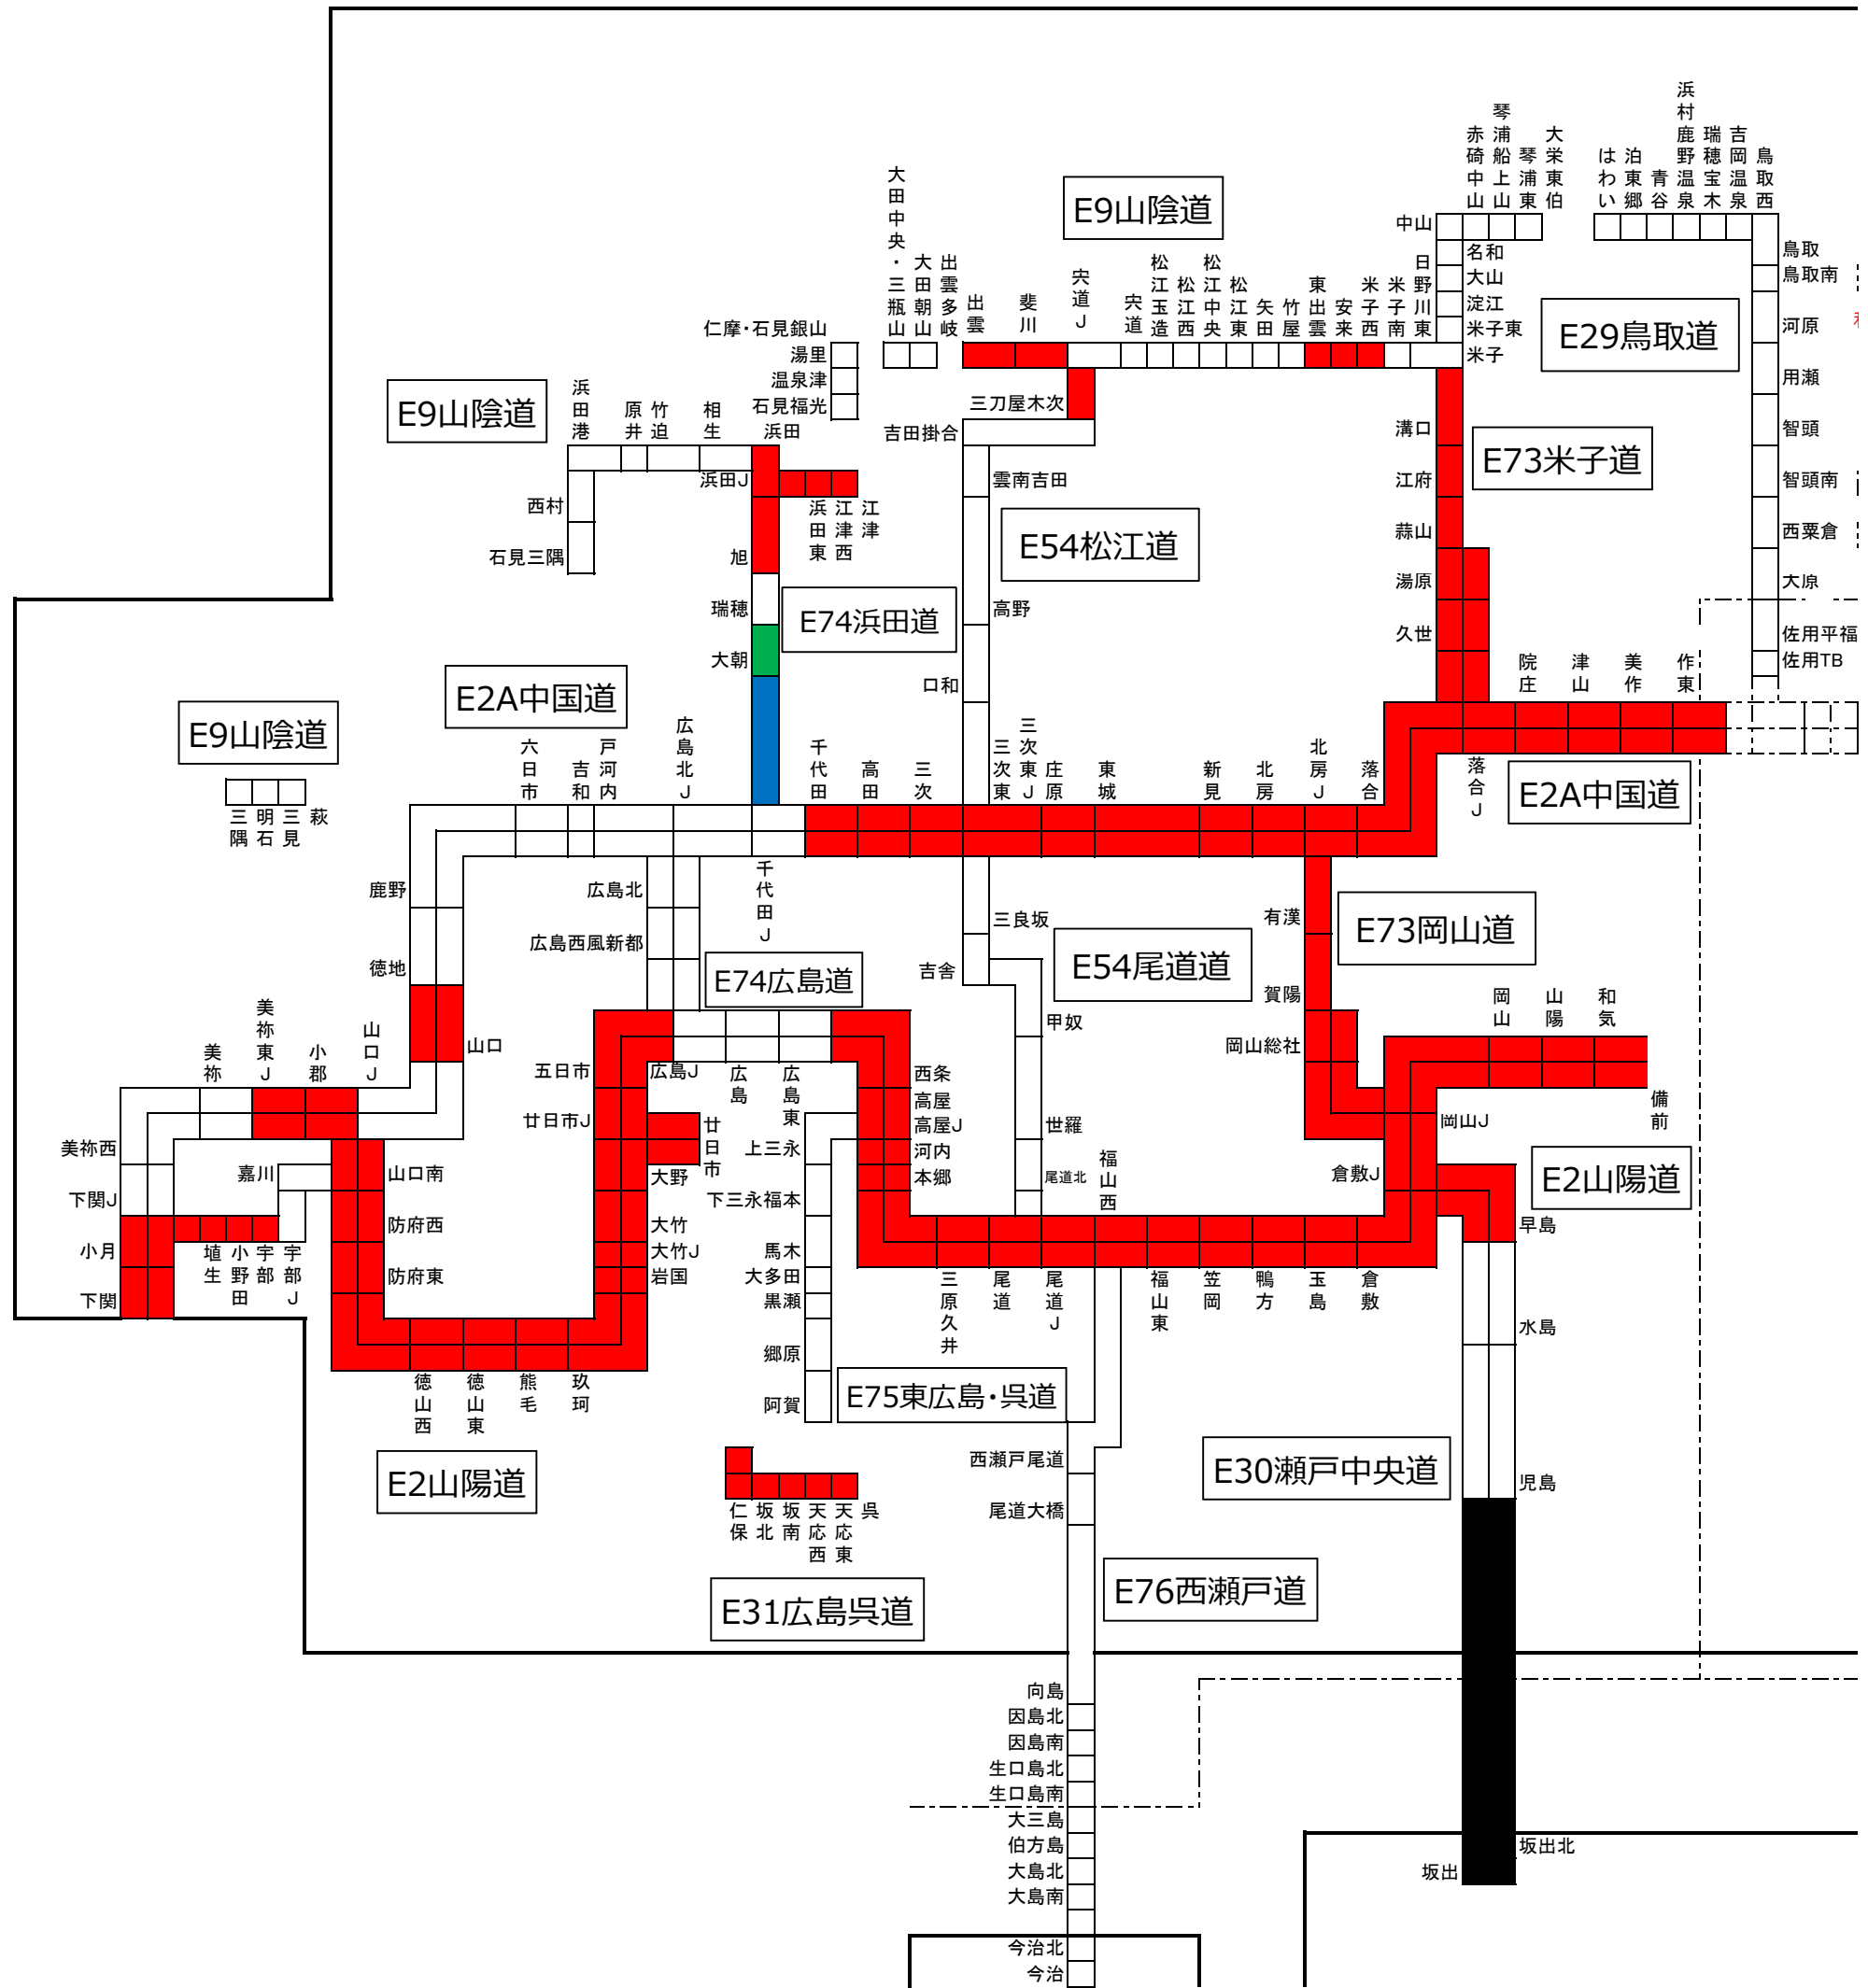 浜村鹿野温泉
琴浦船上山
赤碕中山
琴浦東
大栄東伯
はわい
泊東郷
青谷
瑞穂宝木
吉岡温泉
鳥取西
中山
名和
大山
淀江
米子東
米子
鳥取
鳥取南
河原
用瀬
智頭
智頭南
西粟倉
大原
佐用平福
佐用TB
E9山陰道
E29鳥取道
大田中央・三瓶山
大田朝山
出雲多岐
出雲
斐川
宍道J
宍道
松江玉造
松江西
松江中央
松江東
矢田
竹屋
東出雲
安来
米子西
米子南
日野川東
仁摩・石見銀山
湯里
温泉津
石見福光
三刀屋木次
吉田掛合
雲南吉田
高野
口和
E54松江道
E9山陰道
浜田港
原井
竹迫
相生
浜田
浜田J
西村
石見三隅
浜田東
江津西
江津
旭
瑞穂
大朝
E74浜田道
溝口
江府
蒜山
湯原
久世
E73米子道
E2A中国道
E9山陰道
三隅
明石
三見
萩
六日市
吉和
戸河内
広島北J
千代田
高田
三次
三次東
三次東J
庄原
東城
新見
北房
北房J
落合
落合J
院庄
津山
美作
作東
E2A中国道
千代田J
鹿野
徳地
山口
広島北
広島西風新都
E74広島道
三良坂
吉舎
甲奴
世羅
尾道北
E54尾道道
有漢
賀陽
岡山総社
E73岡山道
美祢
美祢東J
小郡
山口J
美祢西
下関J
小月
下関
嘉川
埴生
小野田
宇部
宇部J
山口南
防府西
防府東
徳山西
徳山東
熊毛
玖珂
E2山陽道
五日市
廿日市J
広島J
広島
広島東
廿日市
大野
大竹
大竹J
岩国
西条
高屋
高屋J
河内
本郷
上三永
下三永福本
馬木
大多田
黒瀬
郷原
阿賀
E75東広島・呉道
三原久井
尾道
尾道J
福山西
福山東
笠岡
鴨方
玉島
倉敷
倉敷J
岡山J
岡山
山陽
和気
備前
E2山陽道
早島
水島
児島
E30瀬戸中央道
坂出北
坂出
仁保
坂北
坂南
天応西
天応東
呉
E31広島呉道
西瀬戸尾道
尾道大橋
E76西瀬戸道
向島
因島北
因島南
生口島北
生口島南
大三島
伯方島
大島北
大島南
今治北
今治